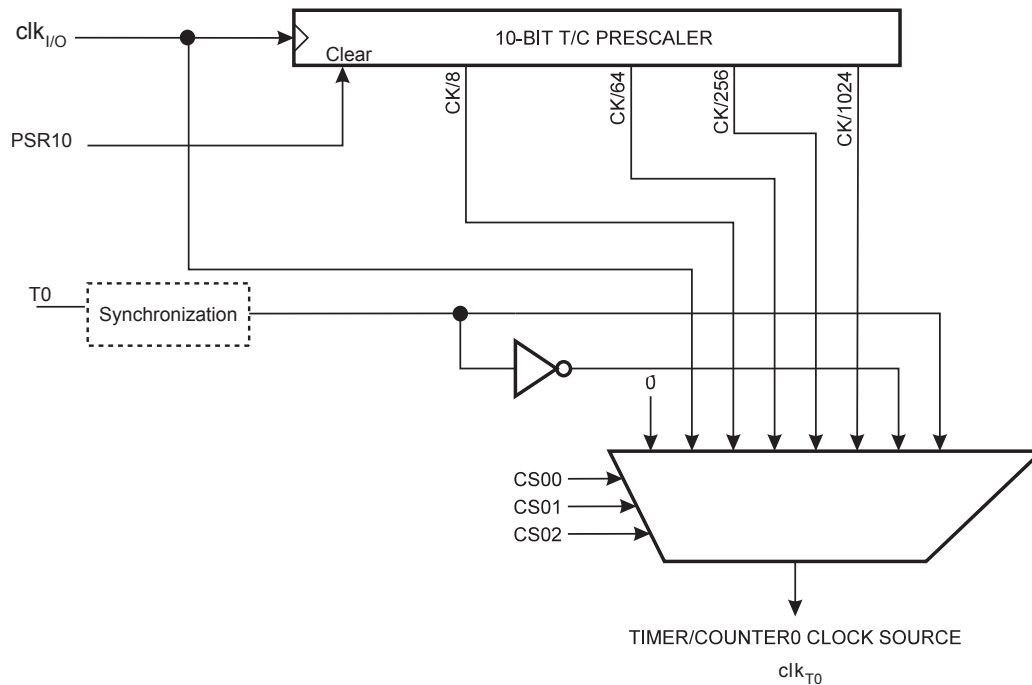 clkI/O
10-BIT T/C PRESCALER
Clear
CK/8
CK/64
CK/256
CK/1024
PSR10
T0
Synchronization
0
CS00
CS01
CS02
TIMER/COUNTER0 CLOCK SOURCE
clkT0